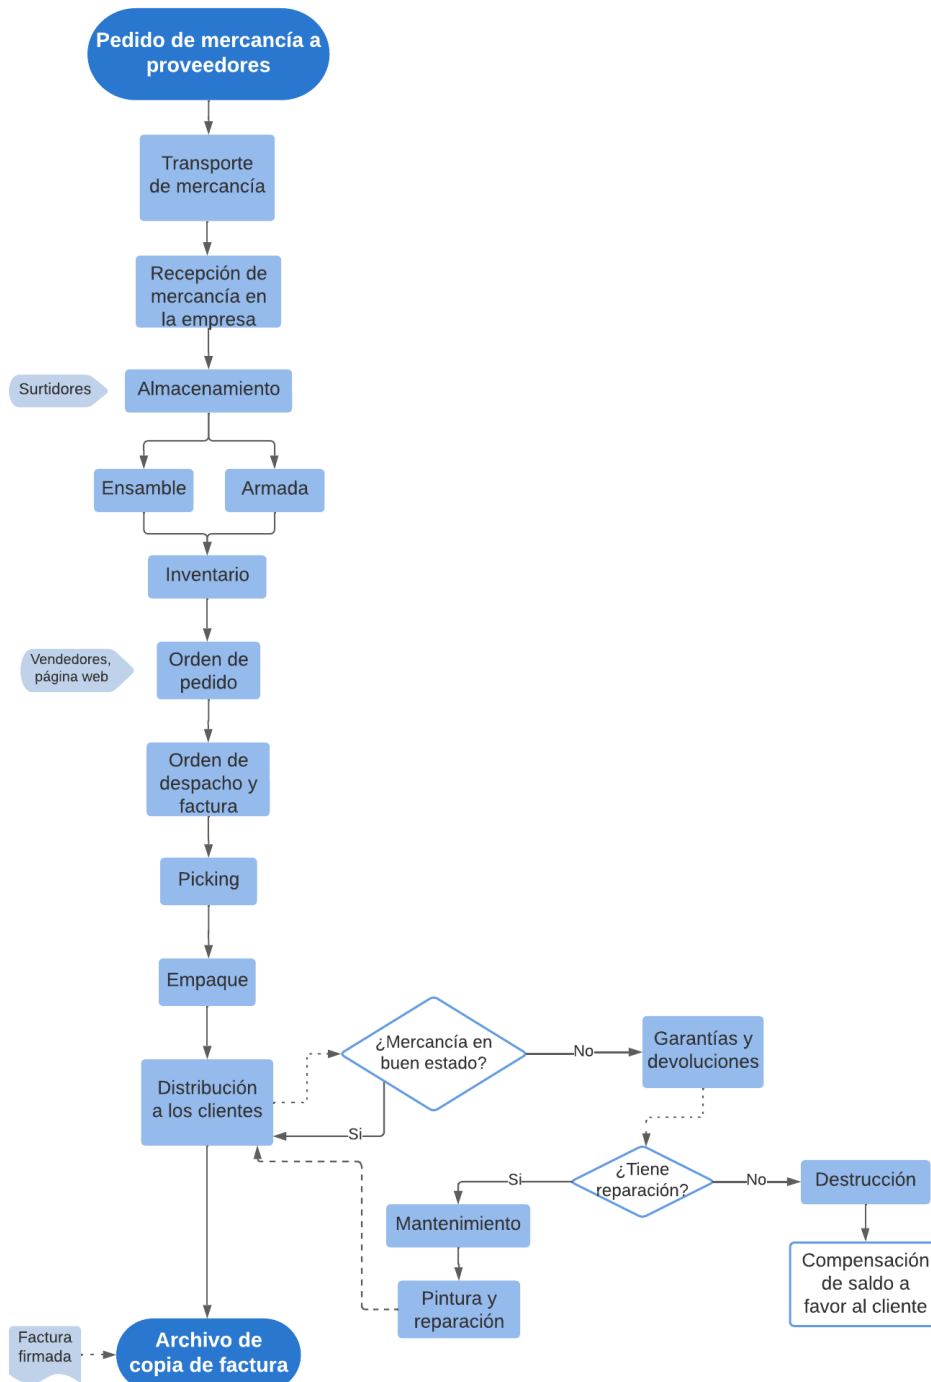 Pedido de mercancía a
proveedores
Transporte
de mercancía
Recepción de
mercancía en
la empresa
Surtidores
Almacenamiento
Ensamble
Armada
Inventario
Vendedores,
página web
Orden de
pedido
Orden de
despacho y
factura
Picking
Empaque
Distribución
a los clientes
¿Mercancía en
buen estado?
No
Si
Garantías y
devoluciones
¿Tiene
reparación?
Si
No
Mantenimiento
Pintura y
reparación
Destrucción
Compensación
de saldo a
favor al cliente
Factura
firmada
Archivo de
copia de factura